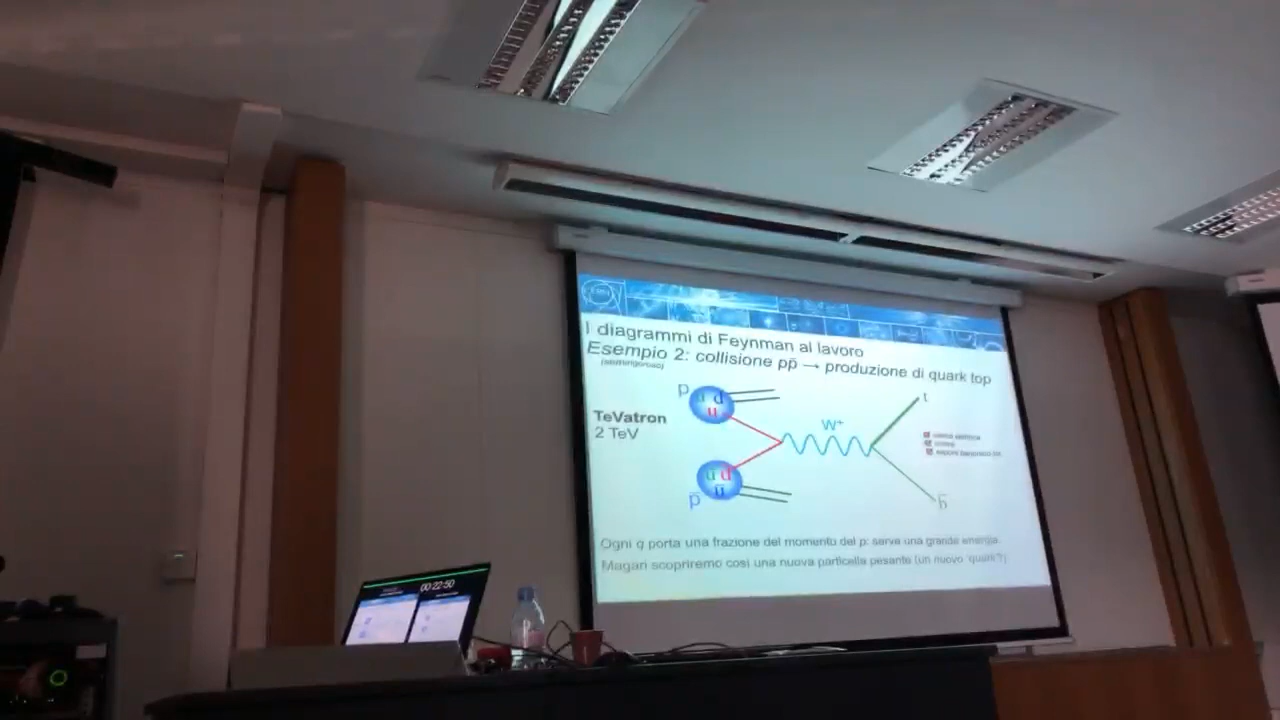 I diagrammi di Feynman al lavoro
Esempio 2: collisione pp̄ → produzione di quark top
p
u d
u
TeVatron
2 TeV
W⁺
t
ū d̄
ū
p̄
b̄
Ogni q porta una frazione del momento del p: serve una grande energia.
Magari scopriremo così una nuova particella pesante (un nuovo quark?)
00:22:50